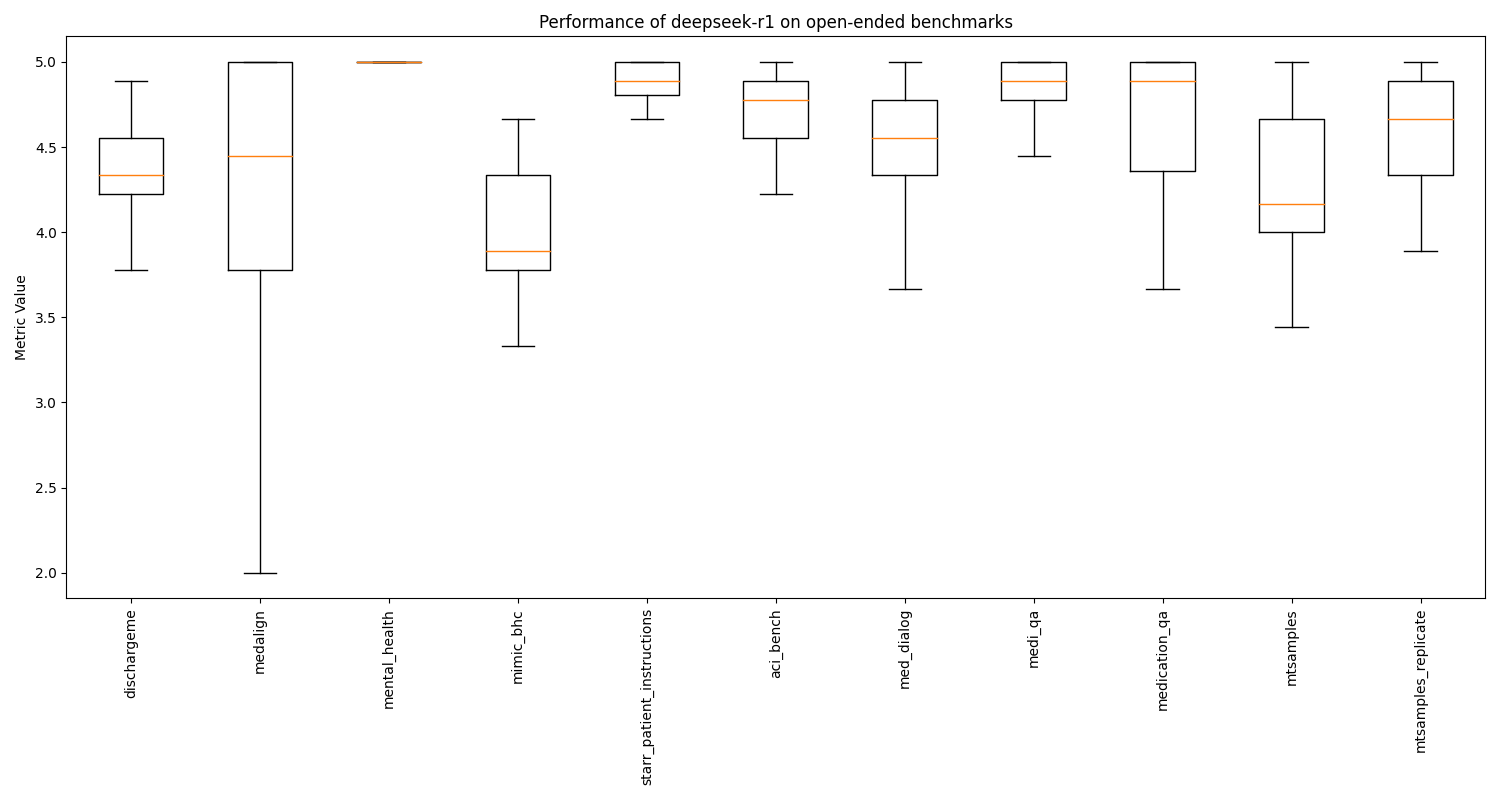 Performance of deepseek-r1 on open-ended benchmarks
Metric Value
5.0
4.5
4.0
3.5
3.0
2.5
2.0
dischargeme
medalign
mental_health
mimic_bhc
starr_patient_instructions
aci_bench
med_dialog
medi_qa
medication_qa
mtsamples
mtsamples_replicate